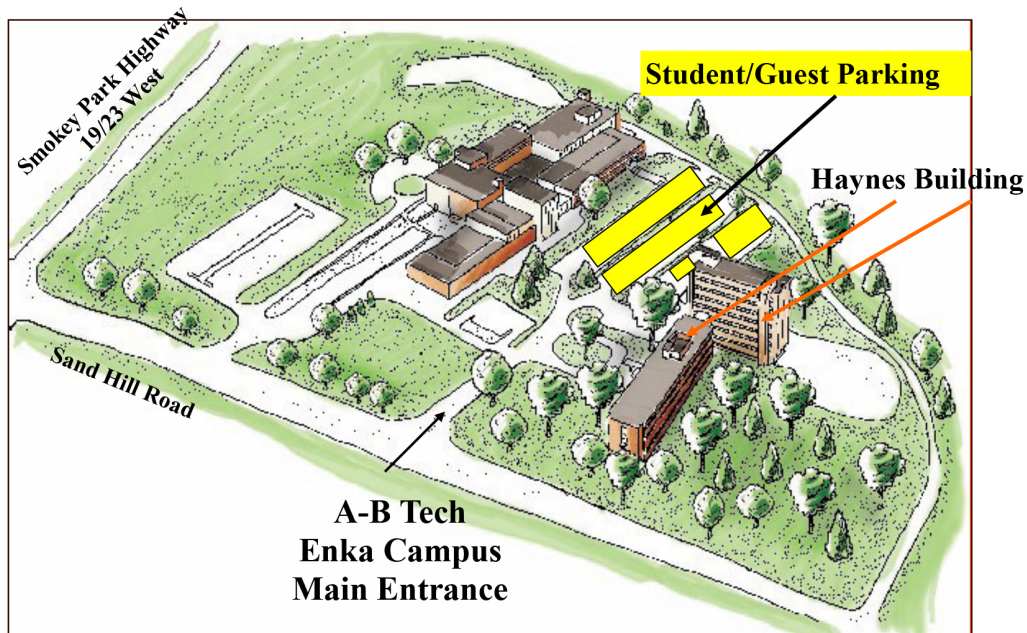 Smokey Park Highway
19/23 West
Student/Guest Parking
Haynes Building
Sand Hill Road
A-B Tech
Enka Campus
Main Entrance